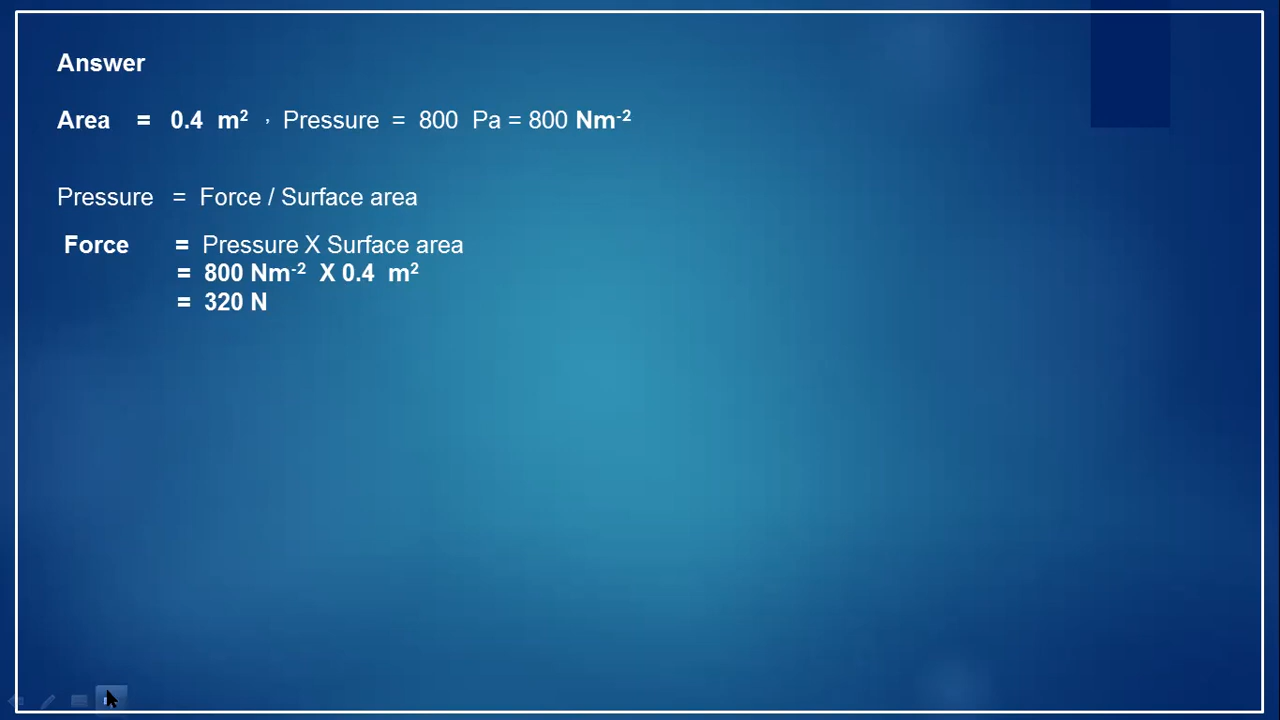 Answer
Area = 0.4 m² , Pressure = 800 Pa = 800 Nm⁻²
Pressure = Force / Surface area
Force = Pressure X Surface area
= 800 Nm⁻² X 0.4 m²
= 320 N